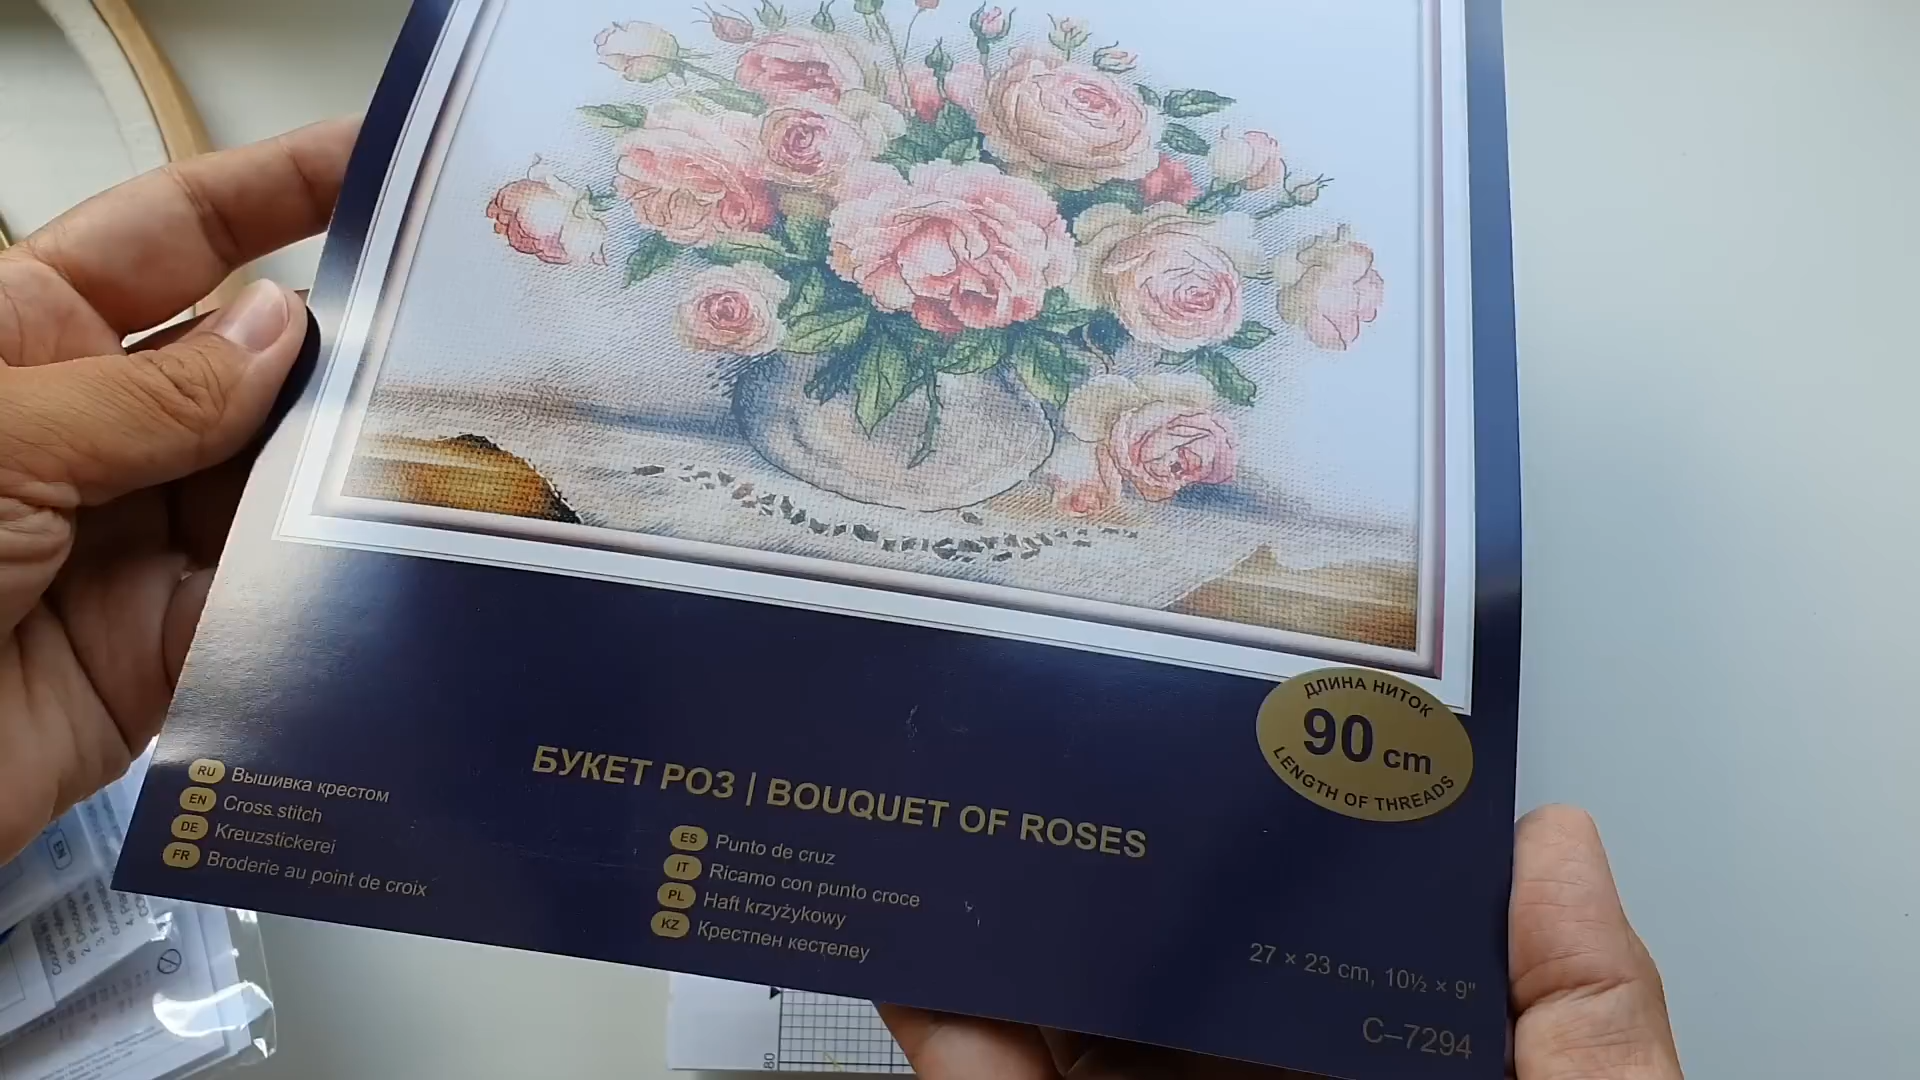 ДЛИНА НИТОК
90 cm
LENGTH OF THREADS
БУКЕТ РОЗ | BOUQUET OF ROSES
RU Вышивка крестом
EN Cross stitch
DE Kreuzstickerei
FR Broderie au point de croix
ES Punto de cruz
IT Ricamo con punto croce
PL Haft krzyżykowy
KZ Крестпен кестелеу
27 × 23 cm, 10½ × 9"
C–7294
EN
80